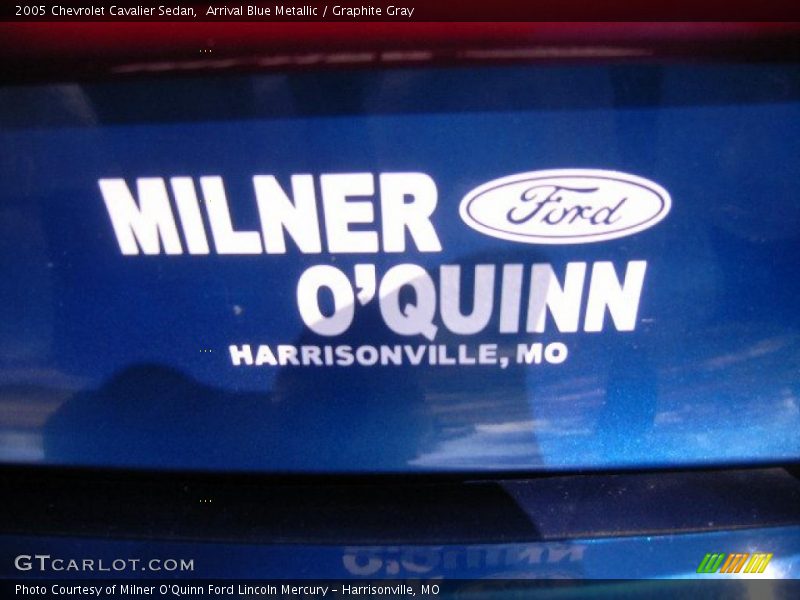 2005 Chevrolet Cavalier Sedan,  Arrival Blue Metallic / Graphite Gray
MILNER Ford
O'QUINN
HARRISONVILLE, MO
GTCARLOT.COM
Photo Courtesy of Milner O'Quinn Ford Lincoln Mercury - Harrisonville, MO